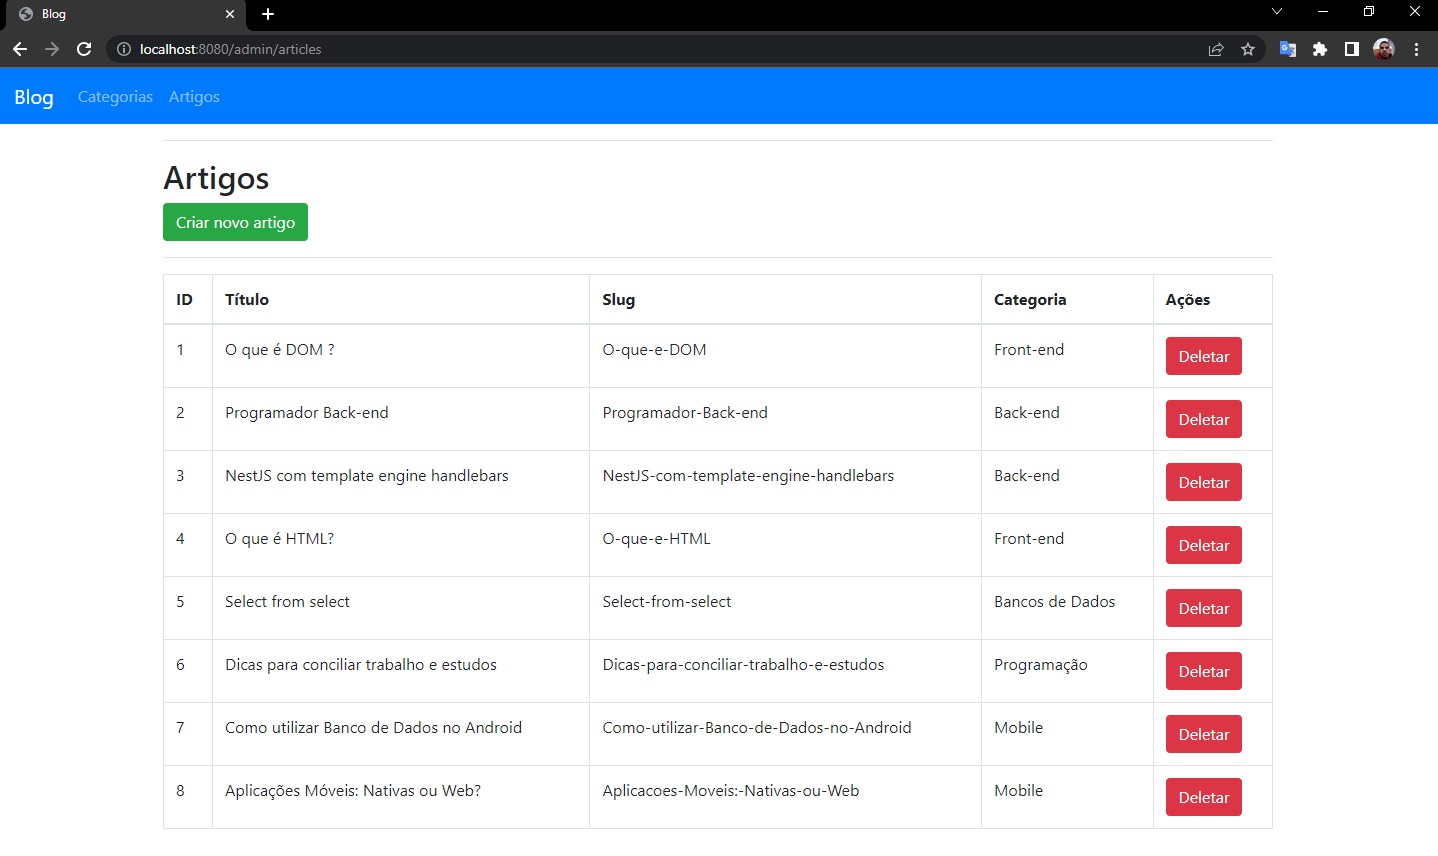 Blog
localhost:8080/admin/articles
Blog Categorias Artigos
Artigos
Criar novo artigo
ID Título Slug Categoria Ações
1 O que é DOM ? O-que-e-DOM Front-end Deletar
2 Programador Back-end Programador-Back-end Back-end Deletar
3 NestJS com template engine handlebars NestJS-com-template-engine-handlebars Back-end Deletar
4 O que é HTML? O-que-e-HTML Front-end Deletar
5 Select from select Select-from-select Bancos de Dados Deletar
6 Dicas para conciliar trabalho e estudos Dicas-para-conciliar-trabalho-e-estudos Programação Deletar
7 Como utilizar Banco de Dados no Android Como-utilizar-Banco-de-Dados-no-Android Mobile Deletar
8 Aplicações Móveis: Nativas ou Web? Aplicacoes-Moveis:-Nativas-ou-Web Mobile Deletar